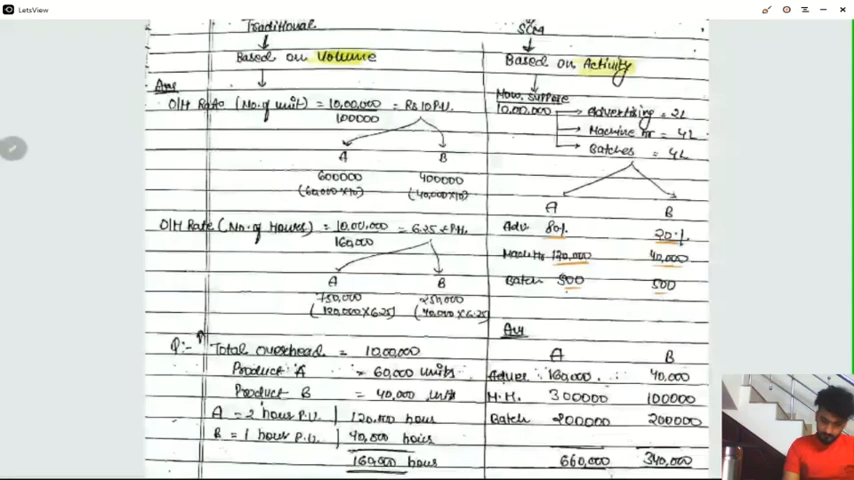 LetsView
Traditional
Based on Volume
Ans
O/H Rate (No. of unit) = 10,00,000 = Rs 10 P.U.
100000
A B
600000 400000
(60,000×10) (40,000×10)
O/H Rate (No. of Hours) = 10,00,000 = 6.25 P.H.
160,000
A B
750,000 250,000
(120,000×6.25) (40,000×6.25)
Q:- Total overhead = 10,00,000
Product A = 60,000 units
Product B = 40,000 units
A = 2 hour P.U. 120,000 hour
B = 1 hour P.U. 40,000 hours
160,000 hours
Based on Activity
Now, suppose
10,00,000 Advertising = 2L
Machine hr = 4L
Batches = 4L
A B
Adv. 80% 20%
Mach Hr 120,000 40,000
Batch 500 500
Ans
A B
Adver. 160,000 40,000
M.H. 300000 100000
Batch 200000 200000
660,000 340,000